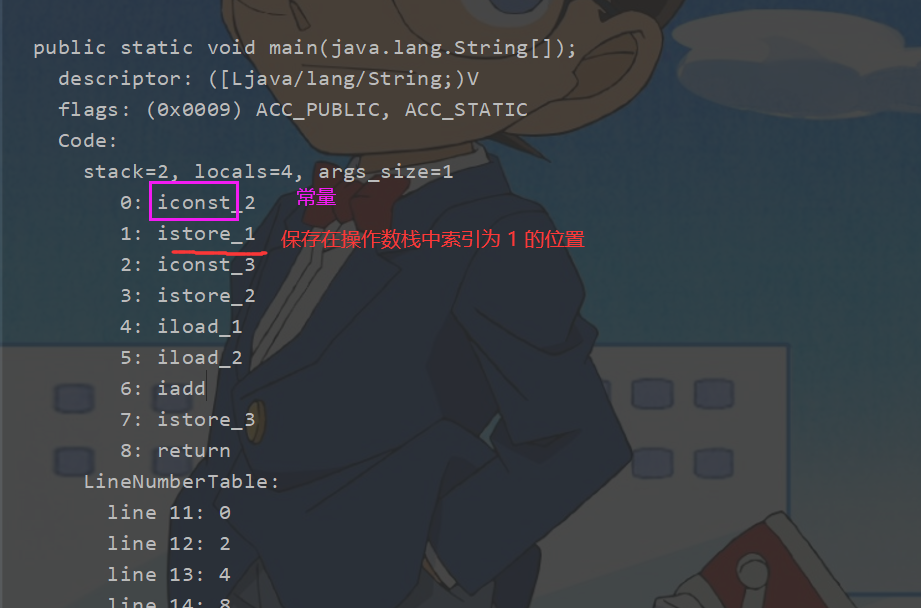 public static void main(java.lang.String[]);
descriptor: ([Ljava/lang/String;)V
flags: (0x0009) ACC_PUBLIC, ACC_STATIC
Code:
stack=2, locals=4, args_size=1
0: iconst_2 常量
1: istore_1 保存在操作数栈中索引为 1 的位置
2: iconst_3
3: istore_2
4: iload_1
5: iload_2
6: iadd
7: istore_3
8: return
LineNumberTable:
line 11: 0
line 12: 2
line 13: 4
line 14: 8